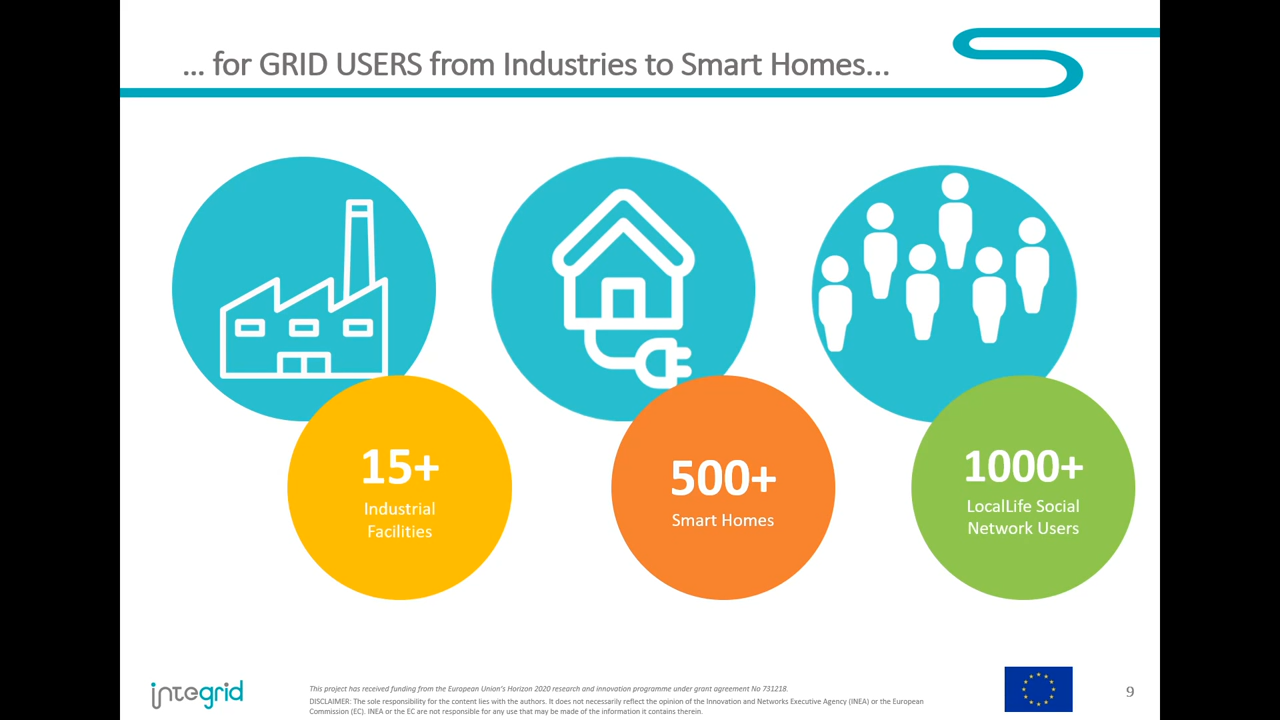 ... for GRID USERS from Industries to Smart Homes...
15+
Industrial
Facilities
500+
Smart Homes
1000+
LocalLife Social
Network Users
integrid
This project has received funding from the European Union's Horizon 2020 research and innovation programme under grant agreement No 731218.
DISCLAIMER: The sole responsibility for the content lies with the authors. It does not necessarily reflect the opinion of the Innovation and Networks Executive Agency (INEA) or the European
Commission (EC). INEA or the EC are not responsible for any use that may be made of the information it contains therein.
9